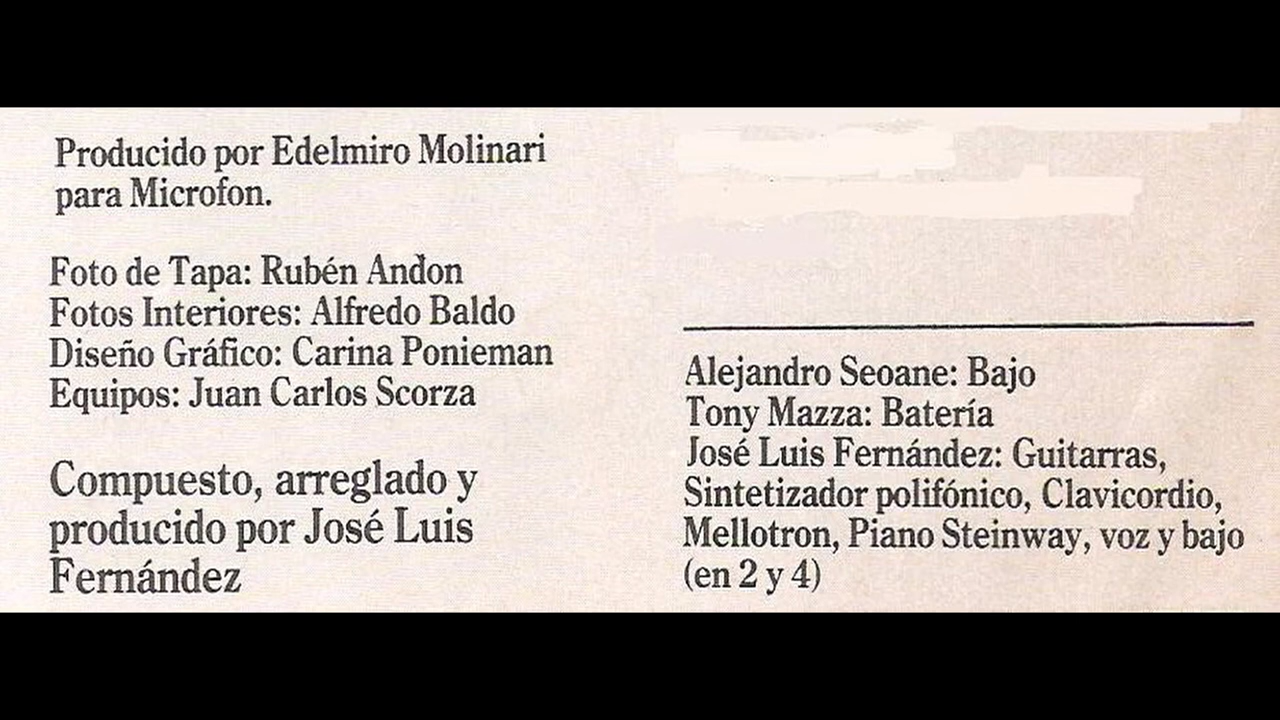 Producido por Edelmiro Molinari
para Microfon.
Foto de Tapa: Rubén Andon
Fotos Interiores: Alfredo Baldo
Diseño Gráfico: Carina Ponieman
Equipos: Juan Carlos Scorza
Compuesto, arreglado y
producido por José Luis
Fernández
Alejandro Seoane: Bajo
Tony Mazza: Batería
José Luis Fernández: Guitarras,
Sintetizador polifónico, Clavicordio,
Mellotron, Piano Steinway, voz y bajo
(en 2 y 4)